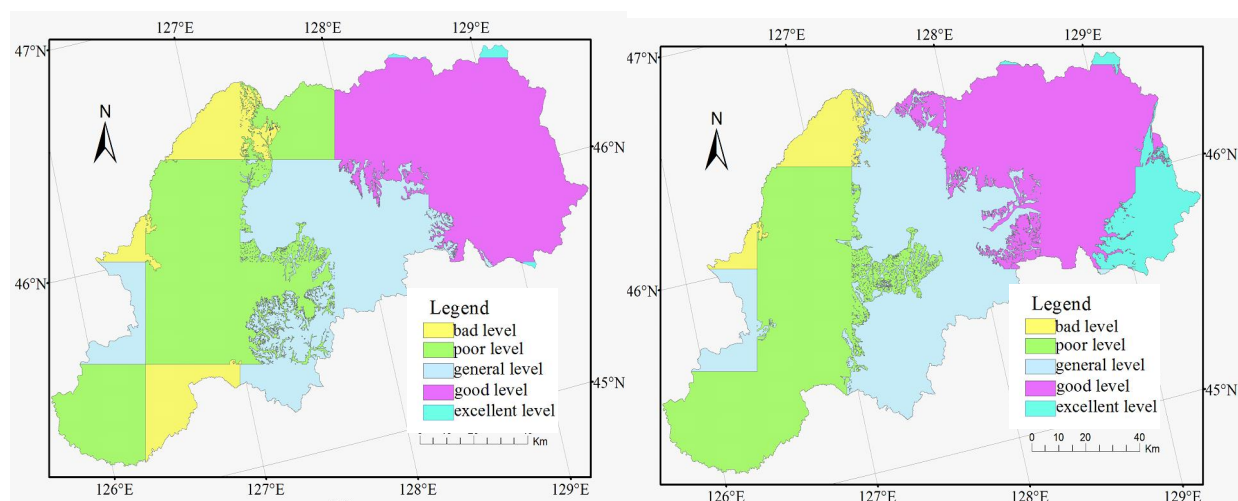 127°E 128°E 129°E
47°N
N
46°N
46°N
45°N
Legend
bad level
poor level
general level
good level
excellent level
Km
126°E 127°E 128°E 129°E
127°E 128°E 129°E
47°N
N
46°N
46°N
45°N
Legend
bad level
poor level
general level
good level
excellent level
0 10 20 40
Km
126°E 127°E 128°E 129°E